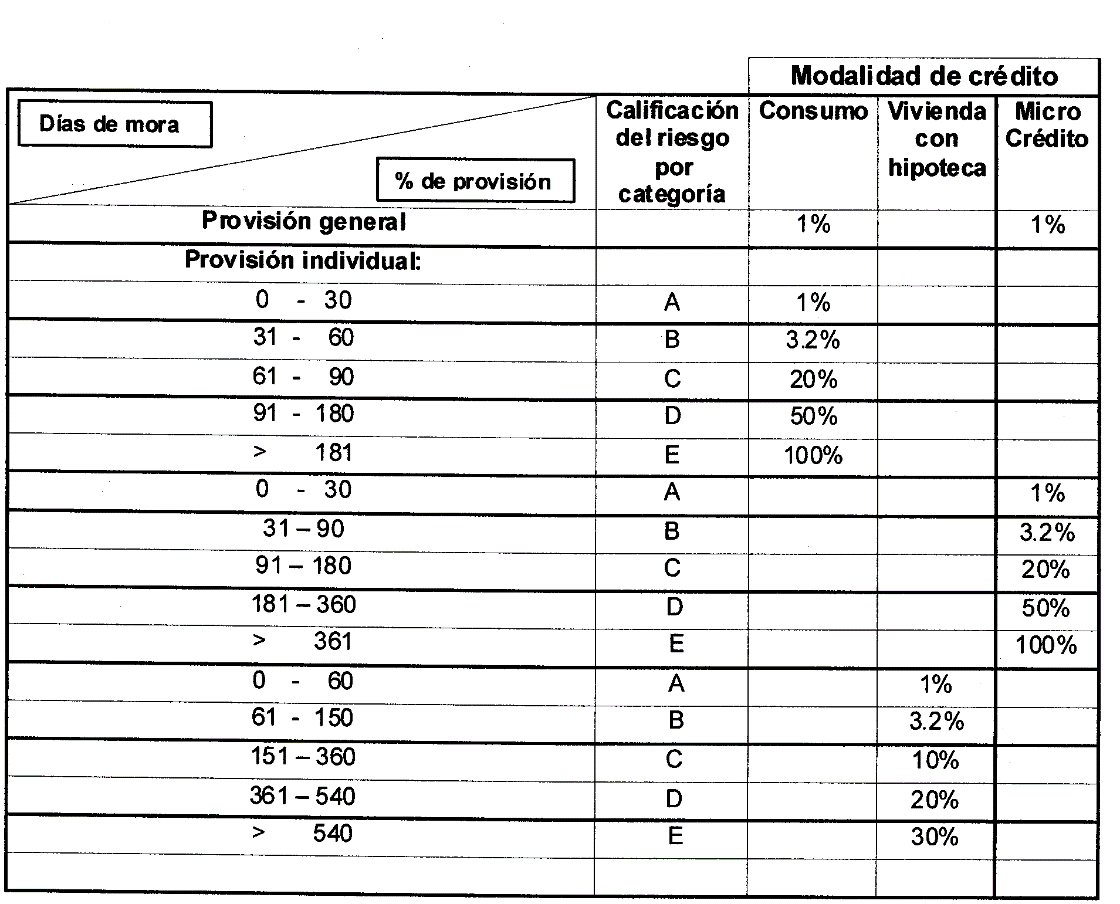 Modalidad de crédito
Días de mora
% de provisión
Calificación del riesgo por categoría
Consumo
Vivienda con hipoteca
Micro Crédito
Provisión general 1% 1%
Provisión individual:
0 - 30 A 1%
31 - 60 B 3.2%
61 - 90 C 20%
91 - 180 D 50%
> 181 E 100%
0 - 30 A 1%
31 – 90 B 3.2%
91 – 180 C 20%
181 – 360 D 50%
> 361 E 100%
0 - 60 A 1%
61 - 150 B 3.2%
151 – 360 C 10%
361 – 540 D 20%
> 540 E 30%